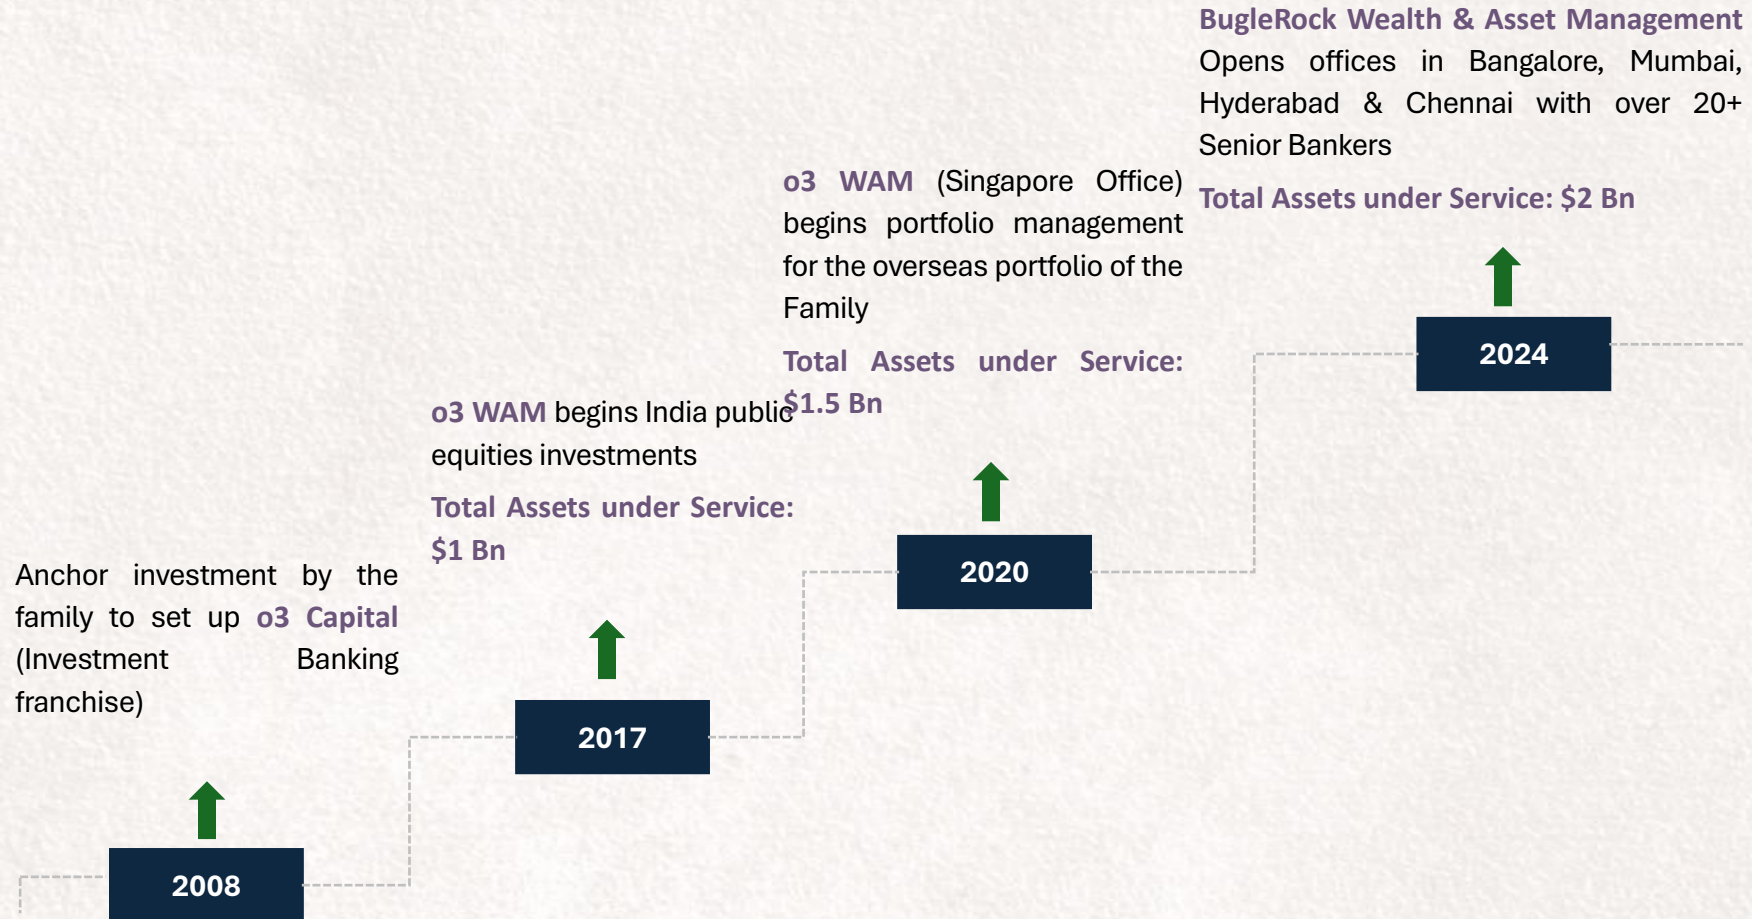 BugleRock Wealth & Asset Management
Opens offices in Bangalore, Mumbai,
Hyderabad & Chennai with over 20+
Senior Bankers
Total Assets under Service: $2 Bn
2024
o3 WAM (Singapore Office)
begins portfolio management
for the overseas portfolio of the
Family
Total Assets under Service:
$1.5 Bn
2020
o3 WAM begins India public
equities investments
Total Assets under Service:
$1 Bn
2017
Anchor investment by the
family to set up o3 Capital
(Investment Banking
franchise)
2008